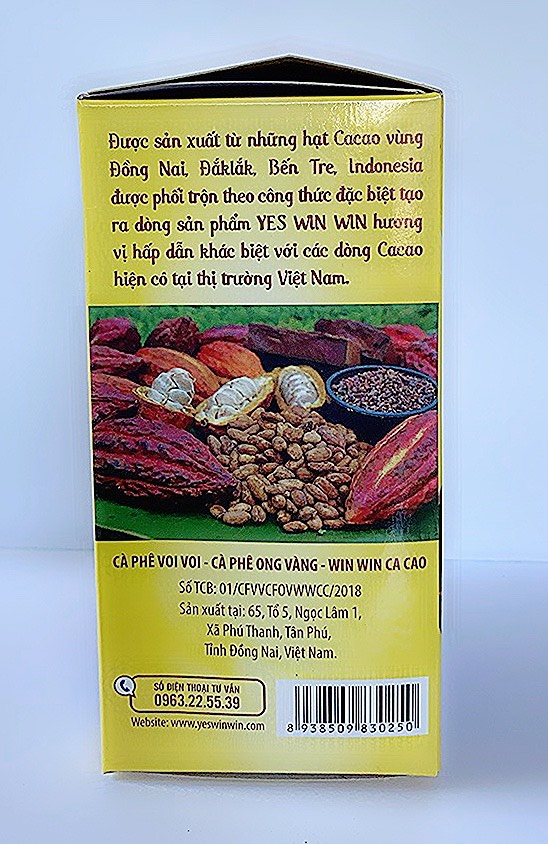 Được sản xuất từ những hạt Cacao vùng
Đồng Nai, Đắklắk, Bến Tre, Indonesia
được phối trộn theo công thức đặc biệt tạo
ra dòng sản phẩm YES WIN WIN hương
vị hấp dẫn khác biệt với các dòng Cacao
hiện có tại thị trường Việt Nam.
CÀ PHÊ VOI VOI - CÀ PHÊ ONG VÀNG - WIN WIN CA CAO
Số TCB: 01/CFVVCFOVWWCC/2018
Sản xuất tại: 65, Tổ 5, Ngọc Lâm 1,
Xã Phú Thanh, Tân Phú,
Tỉnh Đồng Nai, Việt Nam.
SỐ ĐIỆN THOẠI TƯ VẤN
0963.22.55.39
Website: www.yeswinwin.com
8 938509 830250